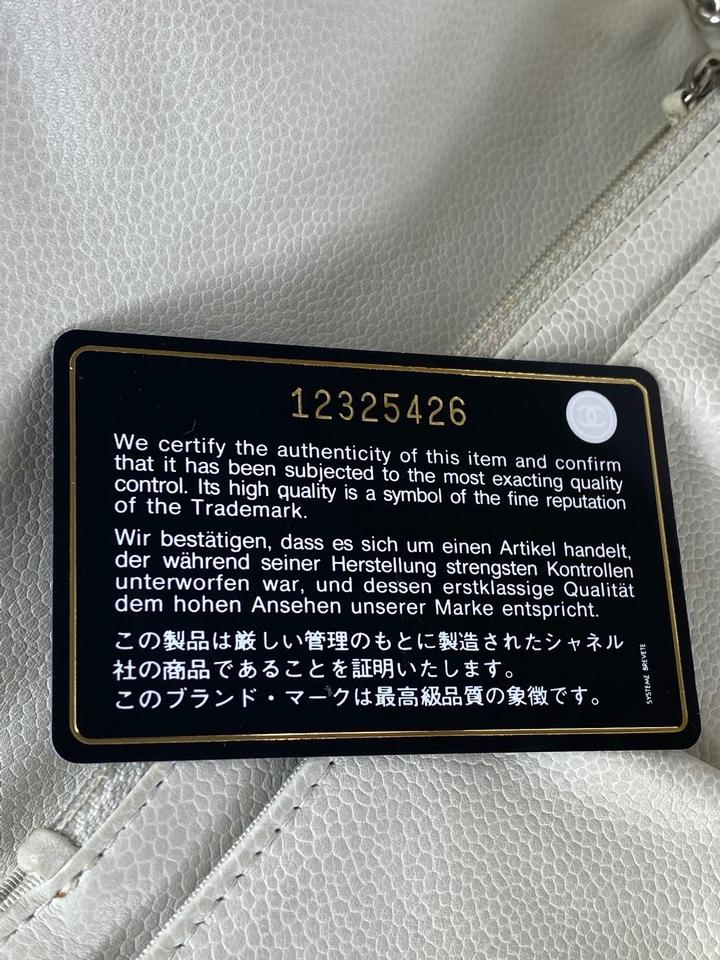 12325426
We certify the authenticity of this item and confirm
that it has been subjected to the most exacting quality
control. Its high quality is a symbol of the fine reputation
of the Trademark.
Wir bestätigen, dass es sich um einen Artikel handelt,
der während seiner Herstellung strengsten Kontrollen
unterworfen war, und dessen erstklassige Qualität
dem hohen Ansehen unserer Marke entspricht.
この製品は厳しい管理のもとに製造されたシャネル
社の商品であることを証明いたします。
このブランド・マークは最高級品質の象徴です。
SYSTEME BREVETE